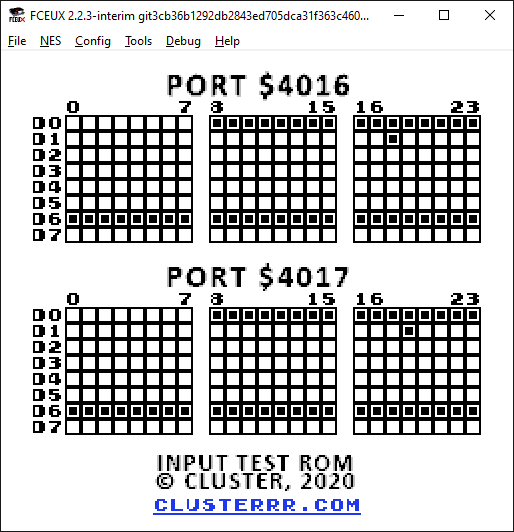 FCEUX 2.2.3-interim git3cb36b1292db2843ed705dca31f363c460...
File NES Config Tools Debug Help
PORT $4016
0 7 8 15 16 23
D0
D1
D2
D3
D4
D5
D6
D7
PORT $4017
0 7 8 15 16 23
D0
D1
D2
D3
D4
D5
D6
D7
INPUT TEST ROM
© CLUSTER, 2020
CLUSTERRR.COM